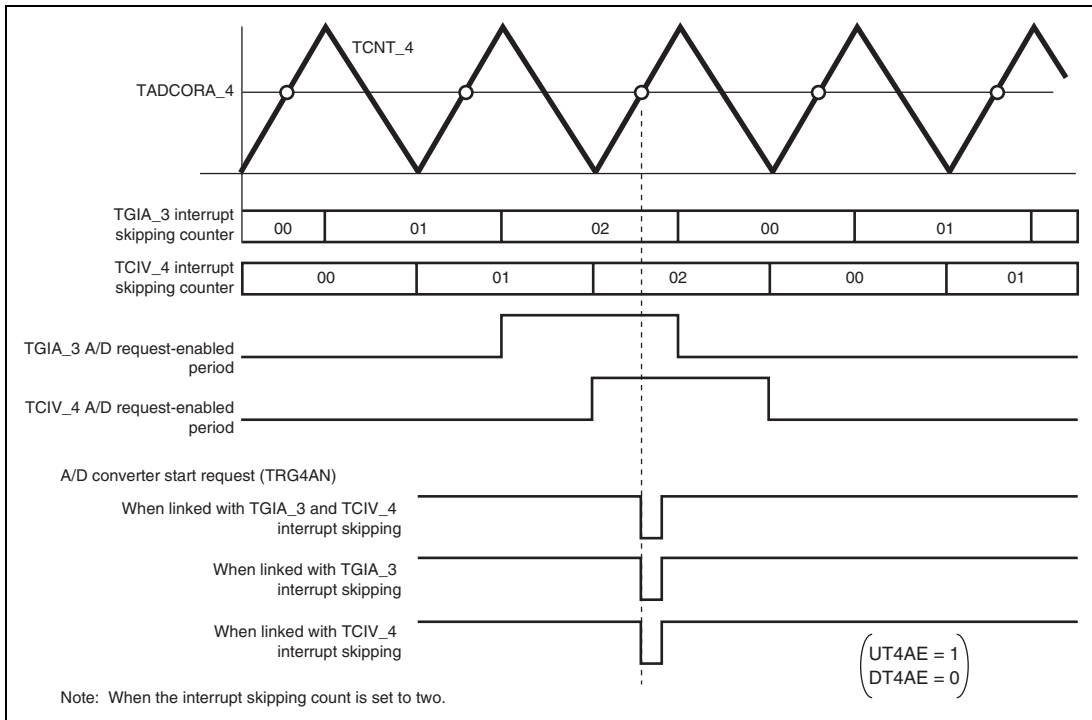 TCNT_4
TADCORA_4
TGIA_3 interrupt
skipping counter
00 01 02 00 01
TCIV_4 interrupt
skipping counter
00 01 02 00 01
TGIA_3 A/D request-enabled
period
TCIV_4 A/D request-enabled
period
A/D converter start request (TRG4AN)
When linked with TGIA_3 and TCIV_4
interrupt skipping
When linked with TGIA_3
interrupt skipping
When linked with TCIV_4
interrupt skipping
UT4AE = 1
DT4AE = 0
Note: When the interrupt skipping count is set to two.